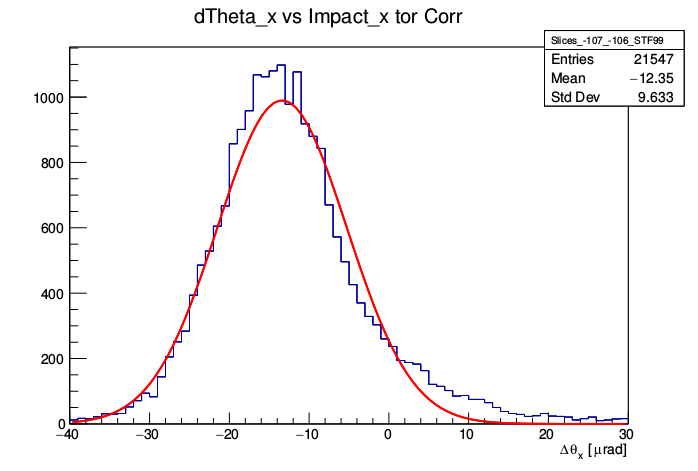 dTheta_x vs Impact_x tor Corr
Slices_-107_-106_STF99
Entries 21547
Mean −12.35
Std Dev 9.633
1000
800
600
400
200
0
−40 −30 −20 −10 0 10 20 30
Δθx [μrad]